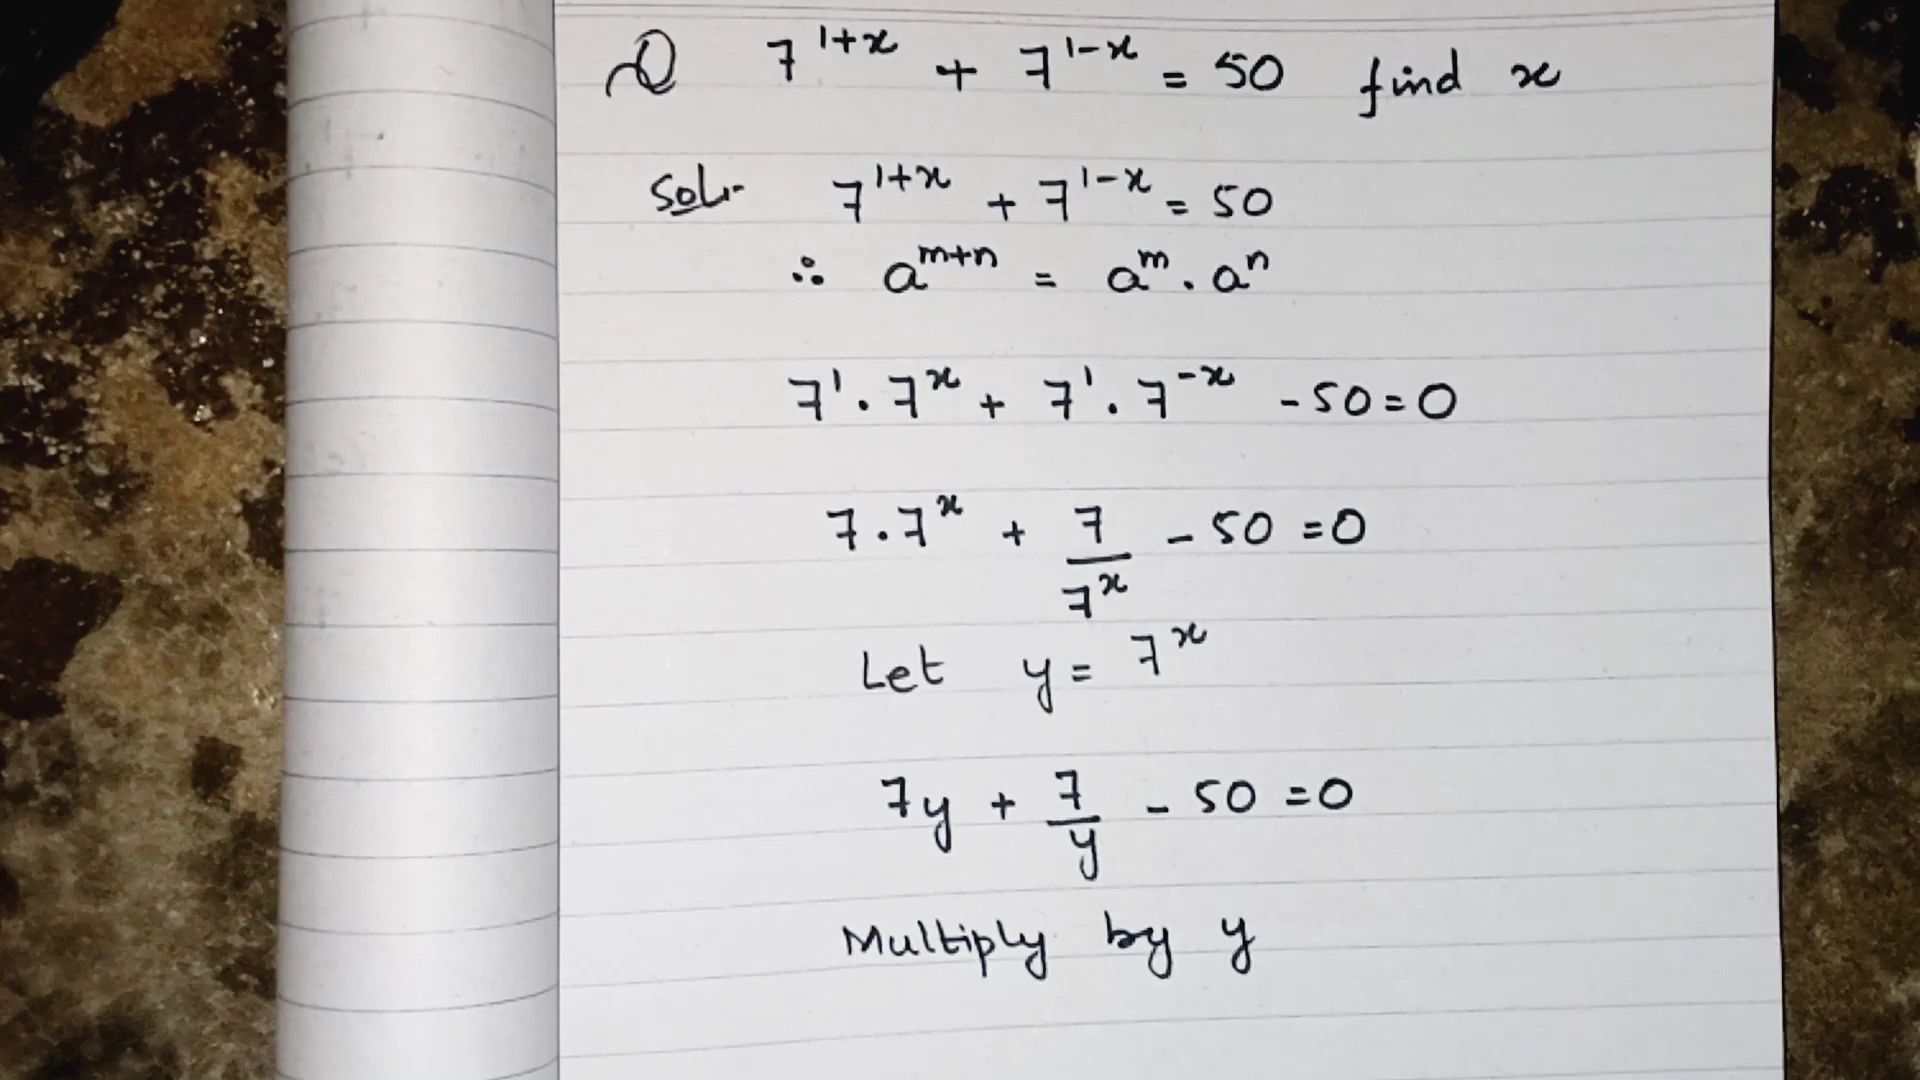 Q 7^{1+x} + 7^{1-x} = 50 find x
Sol:- 7^{1+x} + 7^{1-x} = 50
∴ a^{m+n} = a^m . a^n
7^1 . 7^x + 7^1 . 7^{-x} - 50 = 0
7 . 7^x + 7/7^x - 50 = 0
Let y = 7^x
7y + 7/y - 50 = 0
Multiply by y